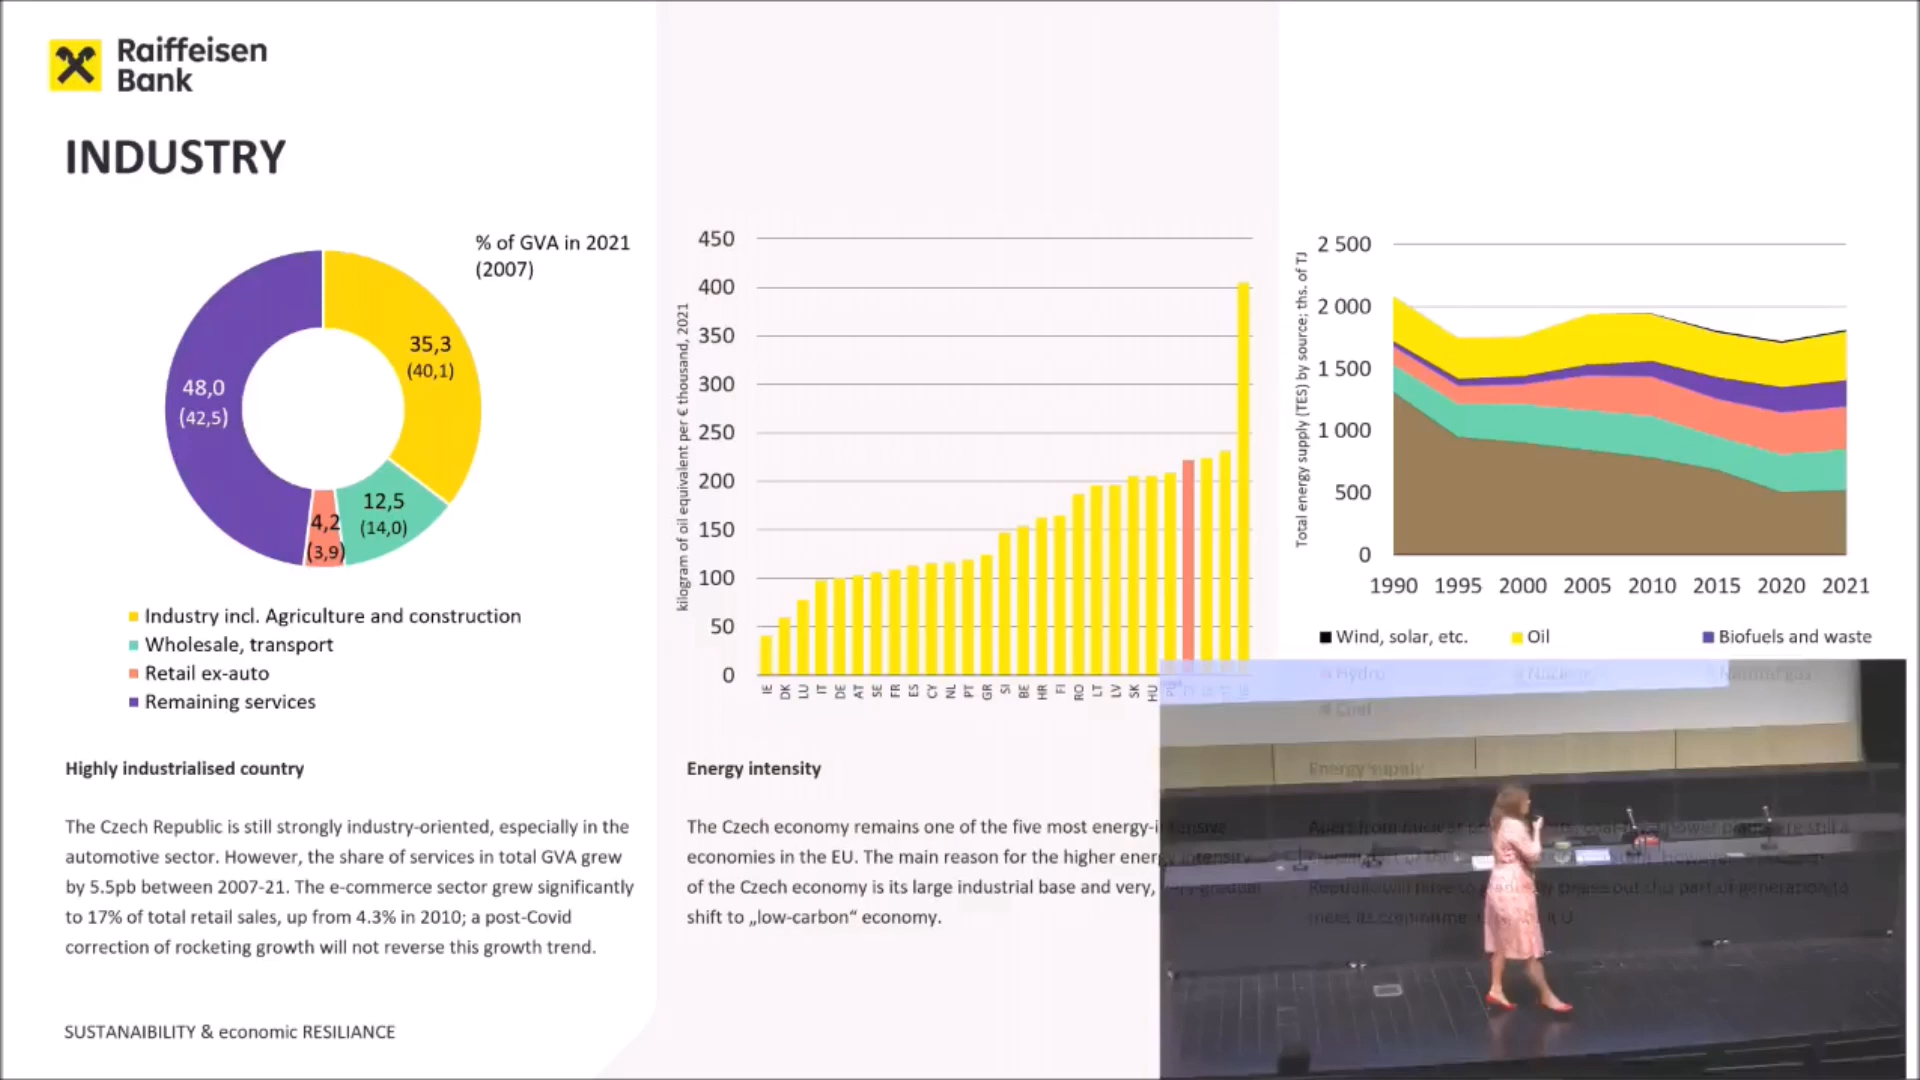 Raiffeisen
Bank
INDUSTRY
% of GVA in 2021
(2007)
35,3
(40,1)
48,0
(42,5)
12,5
(14,0)
4,2
(3,9)
Industry incl. Agriculture and construction
Wholesale, transport
Retail ex-auto
Remaining services
Highly industrialised country
The Czech Republic is still strongly industry-oriented, especially in the
automotive sector. However, the share of services in total GVA grew
by 5.5pb between 2007-21. The e-commerce sector grew significantly
to 17% of total retail sales, up from 4.3% in 2010; a post-Covid
correction of rocketing growth will not reverse this growth trend.
SUSTANAIBILITY & economic RESILIANCE
kilogram of oil equivalent per € thousand, 2021
450
400
350
300
250
200
150
100
50
0
IE DK LU IT DE AT SE FR ES CY NL PT GR SI BE HR FI RO LT LV SK HU
Energy intensity
The Czech economy remains one of the five most energy-intensive
economies in the EU. The main reason for the higher energy intensity
of the Czech economy is its large industrial base and very, very gradual
shift to „low-carbon“ economy.
Total energy supply (TES) by source; ths. of TJ
2 500
2 000
1 500
1 000
500
0
1990 1995 2000 2005 2010 2015 2020 2021
Wind, solar, etc. Oil Biofuels and waste
Hydro Nuclear Natural gas
Coal
Energy supply